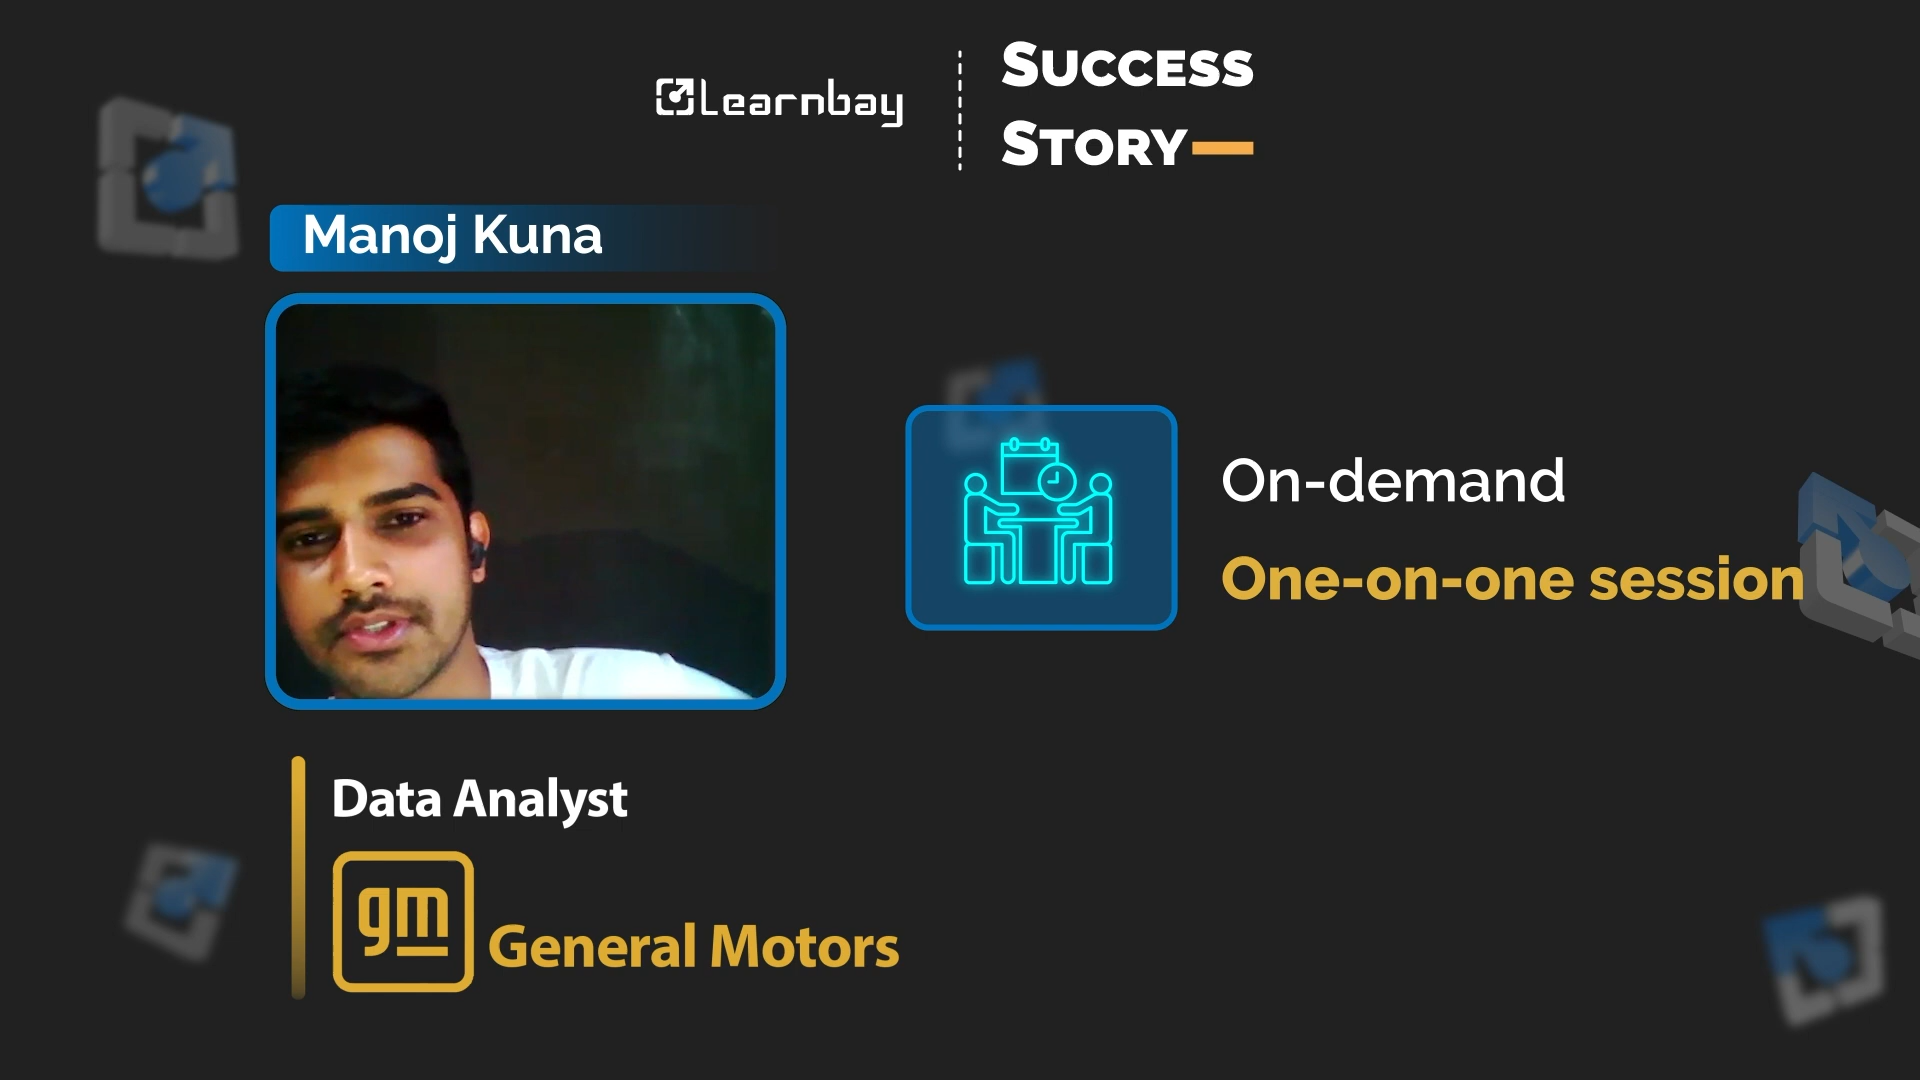 Learnbay
Success
Story
Manoj Kuna
On-demand
One-on-one session
Data Analyst
gm
General Motors